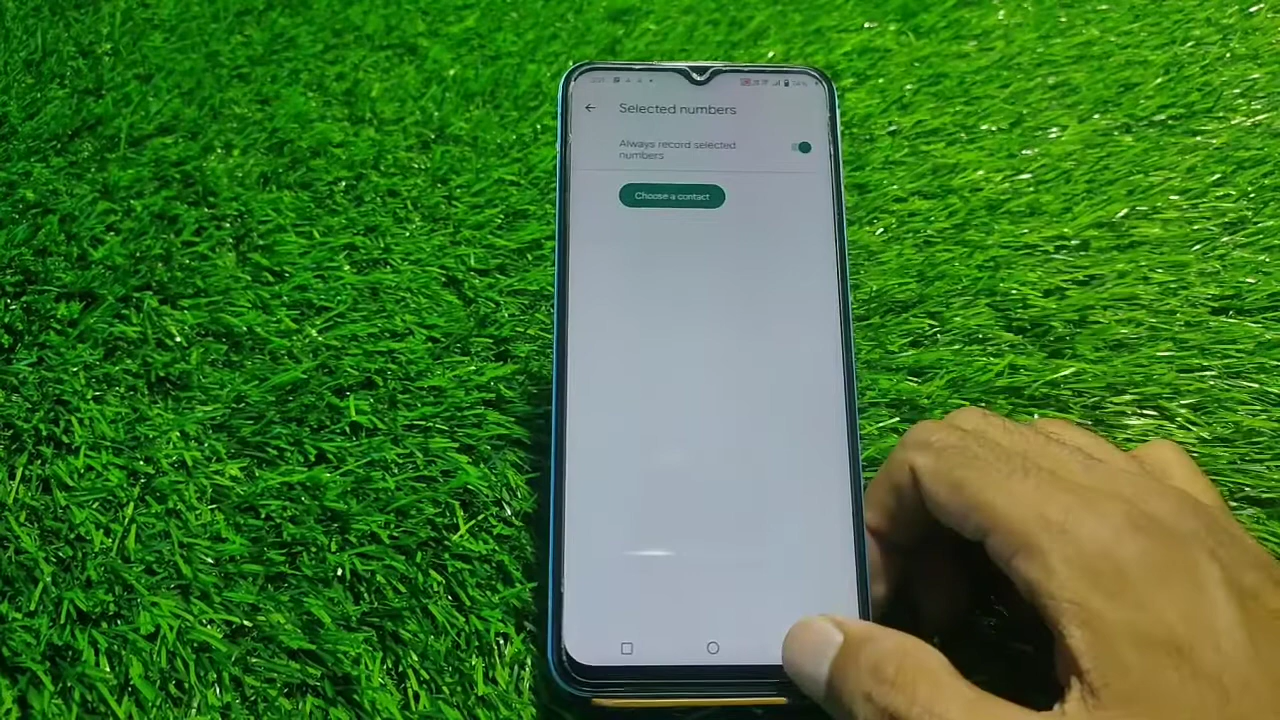 Selected numbers
Always record selected
numbers
Choose a contact